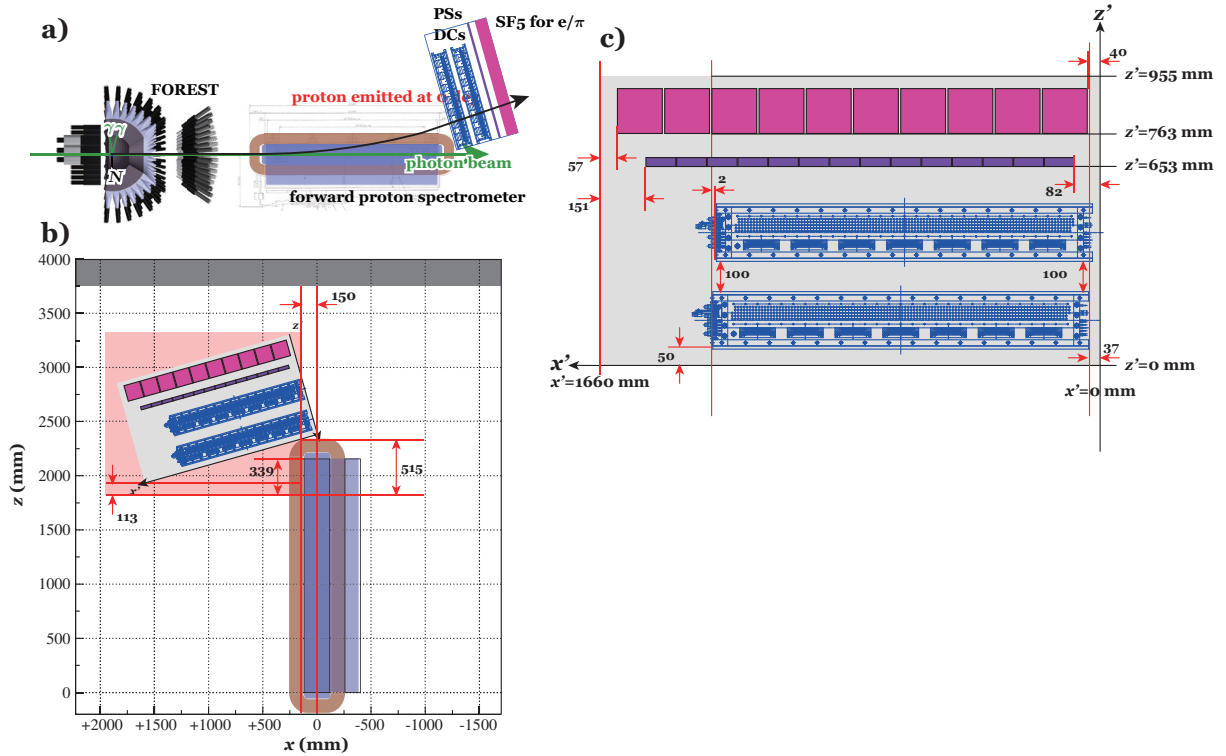 a)
FOREST
γγ
N
PSs
DCs
SF5 for e/π
proton emitted at 0
photon beam
forward proton spectrometer
b)
4000
3500
3000
2500
2000
1500
1000
500
0
z (mm)
+2000 +1500 +1000 +500 0 -500 -1000 -1500
x (mm)
150
z
x'
339
515
113
c)
z'
40
z'=955 mm
z'=763 mm
z'=653 mm
57
151
2
82
100
100
50
37
x'
z'=0 mm
x'=1660 mm
x'=0 mm